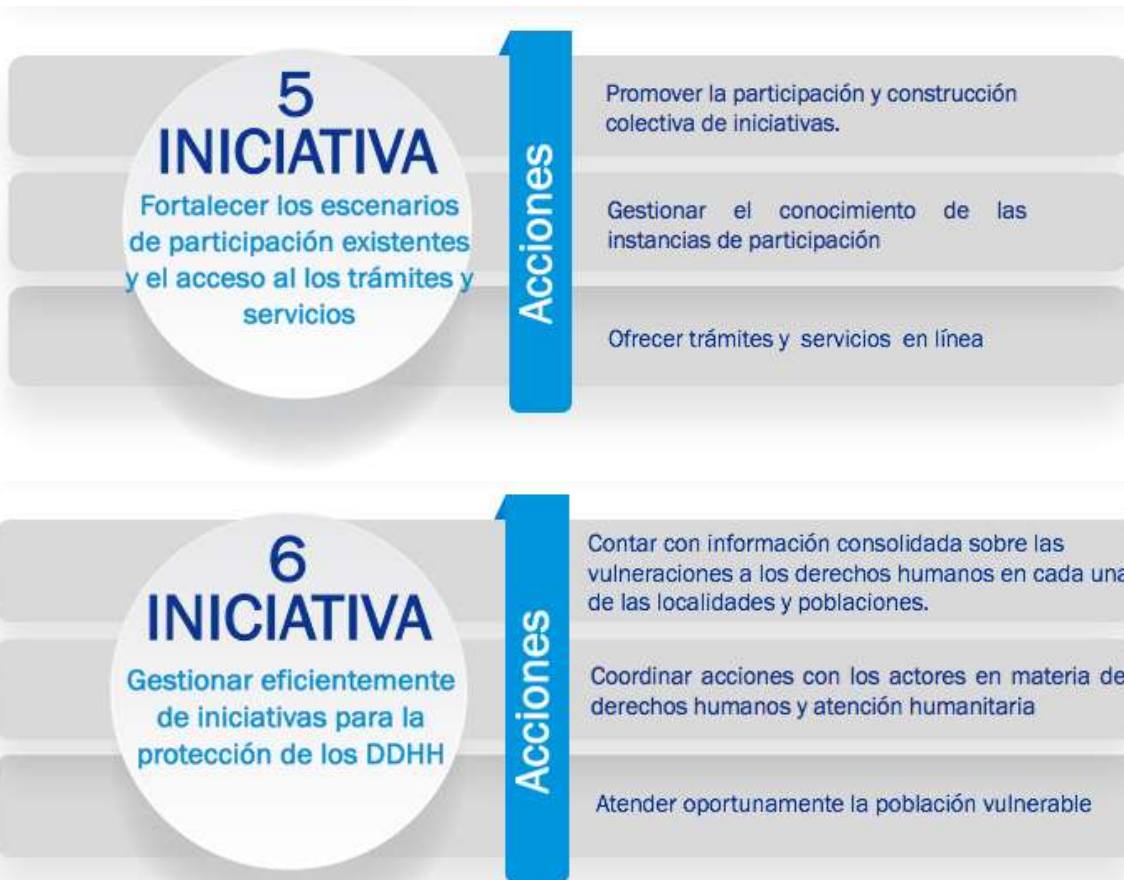 5
INICIATIVA
Fortalecer los escenarios
de participación existentes
y el acceso al los trámites y
servicios
Acciones
Promover la participación y construcción
colectiva de iniciativas.
Gestionar el conocimiento de las
instancias de participación
Ofrecer trámites y servicios en línea
6
INICIATIVA
Gestionar eficientemente
de iniciativas para la
protección de los DDHH
Acciones
Contar con información consolidada sobre las
vulneraciones a los derechos humanos en cada una
de las localidades y poblaciones.
Coordinar acciones con los actores en materia de
derechos humanos y atención humanitaria
Atender oportunamente la población vulnerable